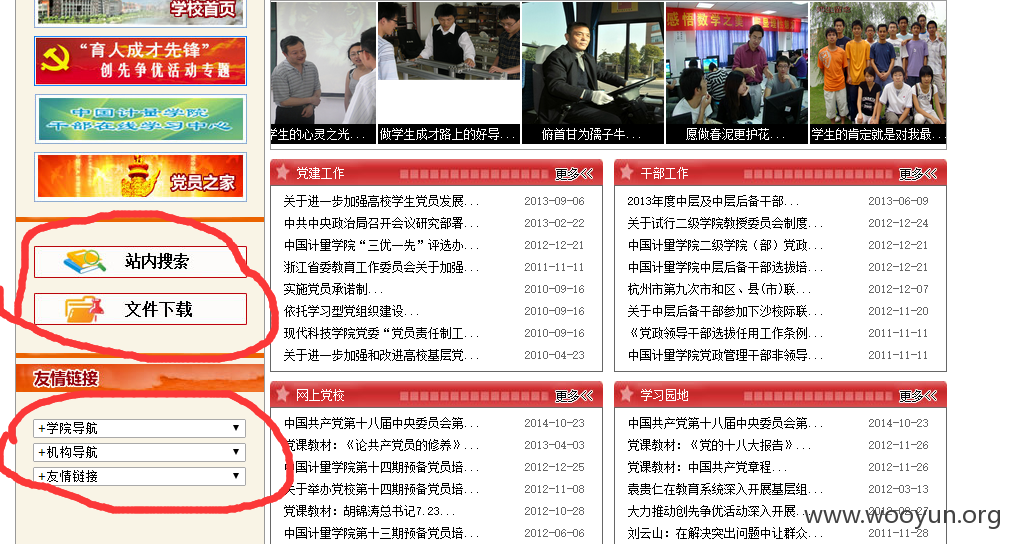 学校首页
“育人成才先锋”
创先争优活动专题
中国计量学院
干部在线学习中心
党员之家
站内搜索
文件下载
友情链接
+学院导航
+机构导航
+友情链接
学生的心灵之光...
做学生成才路上的好导...
俯首甘为孺子牛...
愿做春泥更护花...
学生的肯定就是对我最...
感悟数学之美
党建工作
更多
关于进一步加强高校学生党员发展... 2013-09-06
中共中央政治局召开会议研究部署... 2013-02-22
中国计量学院“三优一先”评选办... 2012-12-21
浙江省委教育工作委员会关于加强... 2011-11-11
实施党员承诺制... 2010-09-16
依托学习型党组织建设... 2010-09-16
现代科技学院党委“党员责任制工... 2010-09-16
关于进一步加强和改进高校基层党... 2010-04-23
干部工作
更多
2013年度中层及中层后备干部... 2013-06-09
关于试行二级学院教授委员会制度... 2012-12-24
中国计量学院二级学院（部）党政... 2012-12-21
中国计量学院中层后备干部选拔培... 2012-12-21
杭州市第九次市和区、县(市)联... 2012-12-07
关于中层后备干部参加下沙校际联... 2012-11-20
《党政领导干部选拔任用工作条例... 2011-11-11
中国计量学院党政管理干部非领导... 2011-11-11
网上党校
更多
中国共产党第十八届中央委员会第... 2014-10-23
党课教材：《论共产党员的修养》... 2013-04-03
中国计量学院第十四期预备党员培... 2012-12-25
关于举办党校第十四期预备党员培... 2012-11-08
党课教材：胡锦涛总书记7.23... 2012-10-28
中国计量学院第十三期预备党员培... 2012-06-06
学习园地
更多
中国共产党第十八届中央委员会第... 2014-10-23
党课教材：《党的十八大报告》... 2012-11-26
党课教材：中国共产党章程... 2012-11-26
袁贵仁在教育系统深入开展基层组... 2012-03-13
大力推动创先争优活动深入开展... 2012-08-27
刘云山：在解决突出问题中让群众... 2011-11-28
www.wooyun.org